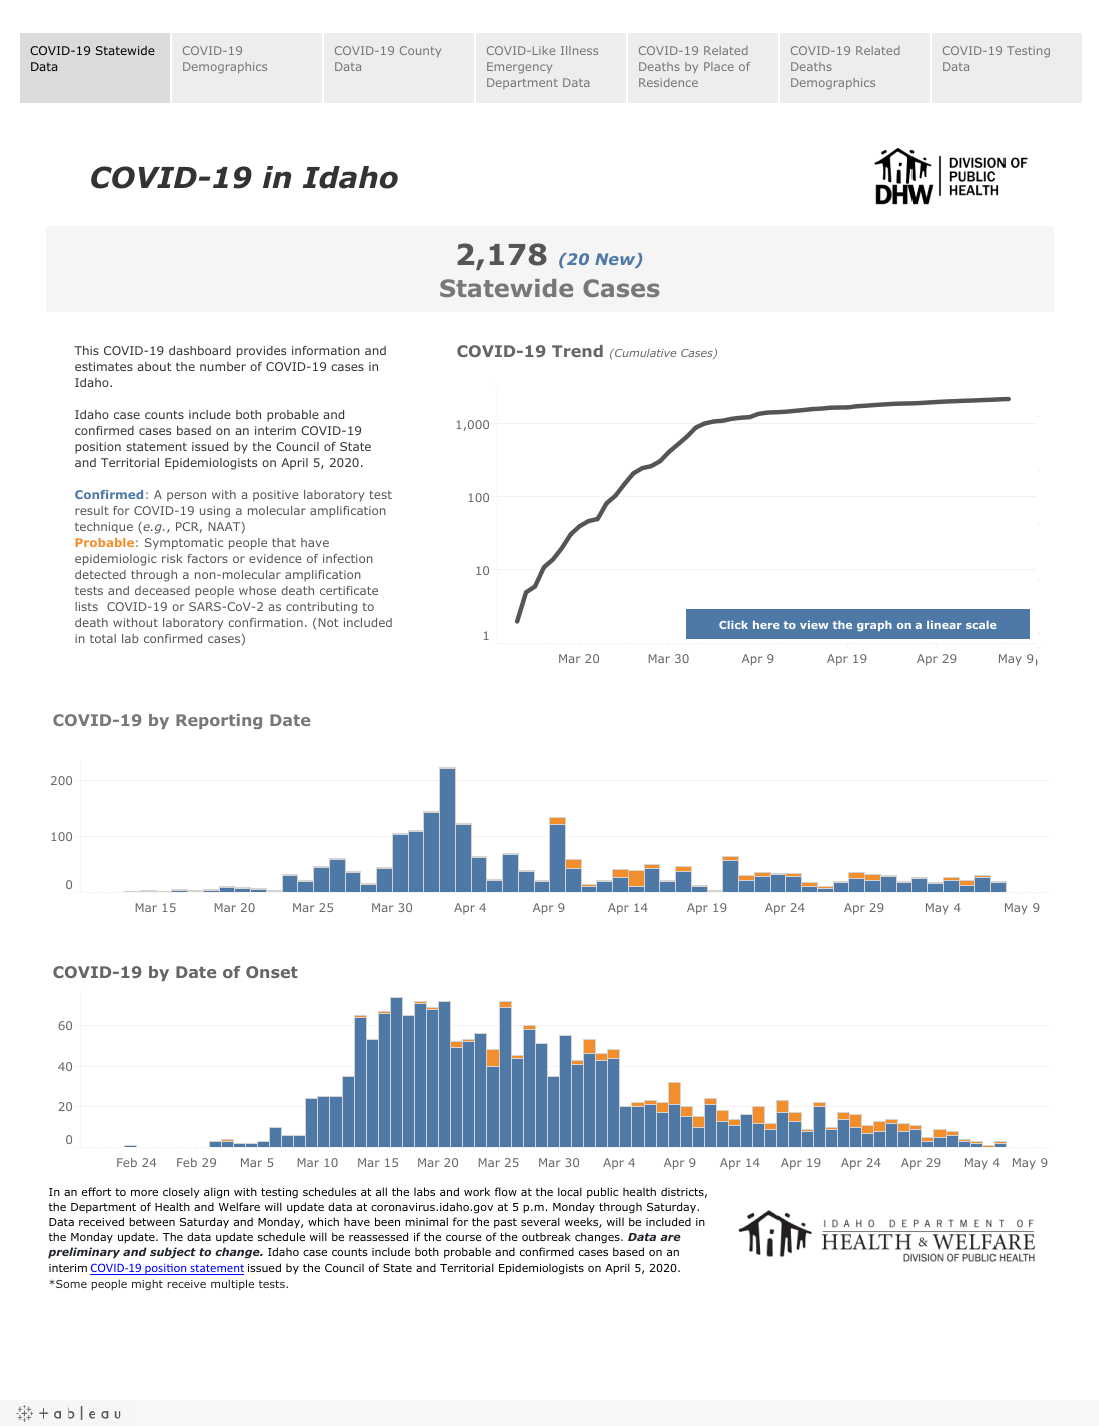 COVID-19 Statewide
Data
COVID-19
Demographics
COVID-19 County
Data
COVID-Like Illness
Emergency
Department Data
COVID-19 Related
Deaths by Place of
Residence
COVID-19 Related
Deaths
Demographics
COVID-19 Testing
Data
COVID-19 in Idaho
DHW
DIVISION OF
PUBLIC
HEALTH
2,178 (20 New)
Statewide Cases
This COVID-19 dashboard provides information and
estimates about the number of COVID-19 cases in
Idaho.
Idaho case counts include both probable and
confirmed cases based on an interim COVID-19
position statement issued by the Council of State
and Territorial Epidemiologists on April 5, 2020.
Confirmed: A person with a positive laboratory test
result for COVID-19 using a molecular amplification
technique (e.g., PCR, NAAT)
Probable: Symptomatic people that have
epidemiologic risk factors or evidence of infection
detected through a non-molecular amplification
tests and deceased people whose death certificate
lists COVID-19 or SARS-CoV-2 as contributing to
death without laboratory confirmation. (Not included
in total lab confirmed cases)
COVID-19 Trend (Cumulative Cases)
1,000
100
10
1
Click here to view the graph on a linear scale
Mar 20 Mar 30 Apr 9 Apr 19 Apr 29 May 9
COVID-19 by Reporting Date
200
100
0
Mar 15 Mar 20 Mar 25 Mar 30 Apr 4 Apr 9 Apr 14 Apr 19 Apr 24 Apr 29 May 4 May 9
COVID-19 by Date of Onset
60
40
20
0
Feb 24 Feb 29 Mar 5 Mar 10 Mar 15 Mar 20 Mar 25 Mar 30 Apr 4 Apr 9 Apr 14 Apr 19 Apr 24 Apr 29 May 4 May 9
In an effort to more closely align with testing schedules at all the labs and work flow at the local public health districts,
the Department of Health and Welfare will update data at coronavirus.idaho.gov at 5 p.m. Monday through Saturday.
Data received between Saturday and Monday, which have been minimal for the past several weeks, will be included in
the Monday update. The data update schedule will be reassessed if the course of the outbreak changes. Data are
preliminary and subject to change. Idaho case counts include both probable and confirmed cases based on an
interim COVID-19 position statement issued by the Council of State and Territorial Epidemiologists on April 5, 2020.
*Some people might receive multiple tests.
IDAHO DEPARTMENT OF
HEALTH & WELFARE
DIVISION OF PUBLIC HEALTH
+ableau